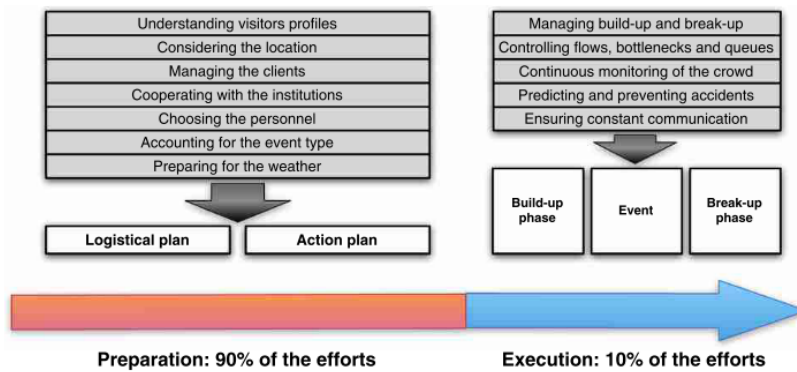 Understanding visitors profiles
Considering the location
Managing the clients
Cooperating with the institutions
Choosing the personnel
Accounting for the event type
Preparing for the weather
Logistical plan
Action plan
Managing build-up and break-up
Controlling flows, bottlenecks and queues
Continuous monitoring of the crowd
Predicting and preventing accidents
Ensuring constant communication
Build-up
phase
Event
Break-up
phase
Preparation: 90% of the efforts
Execution: 10% of the efforts